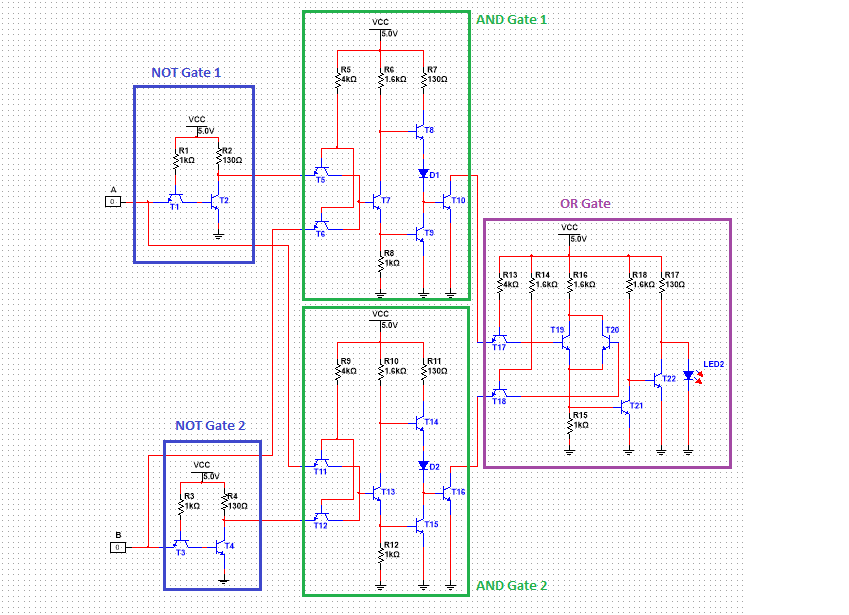 AND Gate 1
VCC
5.0V
R5
4kΩ
R6
1.6kΩ
R7
130Ω
T8
D1
T5
T7
T10
T6
T9
R8
1kΩ
NOT Gate 1
VCC
5.0V
R1
1kΩ
R2
130Ω
A
0
T1
T2
OR Gate
VCC
5.0V
R13
4kΩ
R14
1.6kΩ
R16
1.6kΩ
R18
1.6kΩ
R17
130Ω
T19
T20
T17
LED2
T22
T18
T21
R15
1kΩ
VCC
5.0V
R9
4kΩ
R10
1.6kΩ
R11
130Ω
T14
D2
T11
T13
T16
T12
T15
R12
1kΩ
AND Gate 2
NOT Gate 2
VCC
5.0V
R3
1kΩ
R4
130Ω
B
0
T3
T4